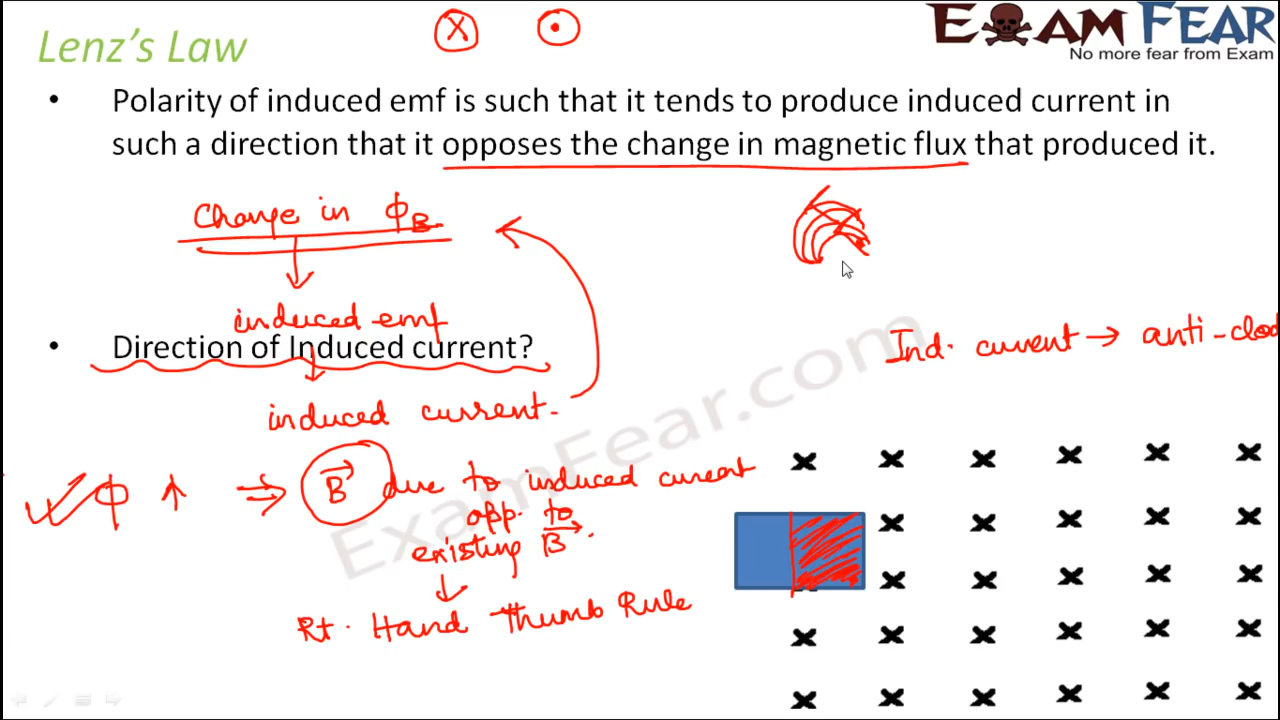 Lenz's Law
X
EXAM FEAR
No more fear from Exam
• Polarity of induced emf is such that it tends to produce induced current in
such a direction that it opposes the change in magnetic flux that produced it.
Change in ϕB
induced emf
• Direction of Induced current?
Ind. current → anti-cloc
induced current.
ϕ ↑ ⇒ B⃗ due to induced current
opp. to
existing B⃗.
Rt. Hand Thumb Rule
ExamFear.com
x x x x x x
x x x x x
x x x x x
x x x x x x
x x x x x x